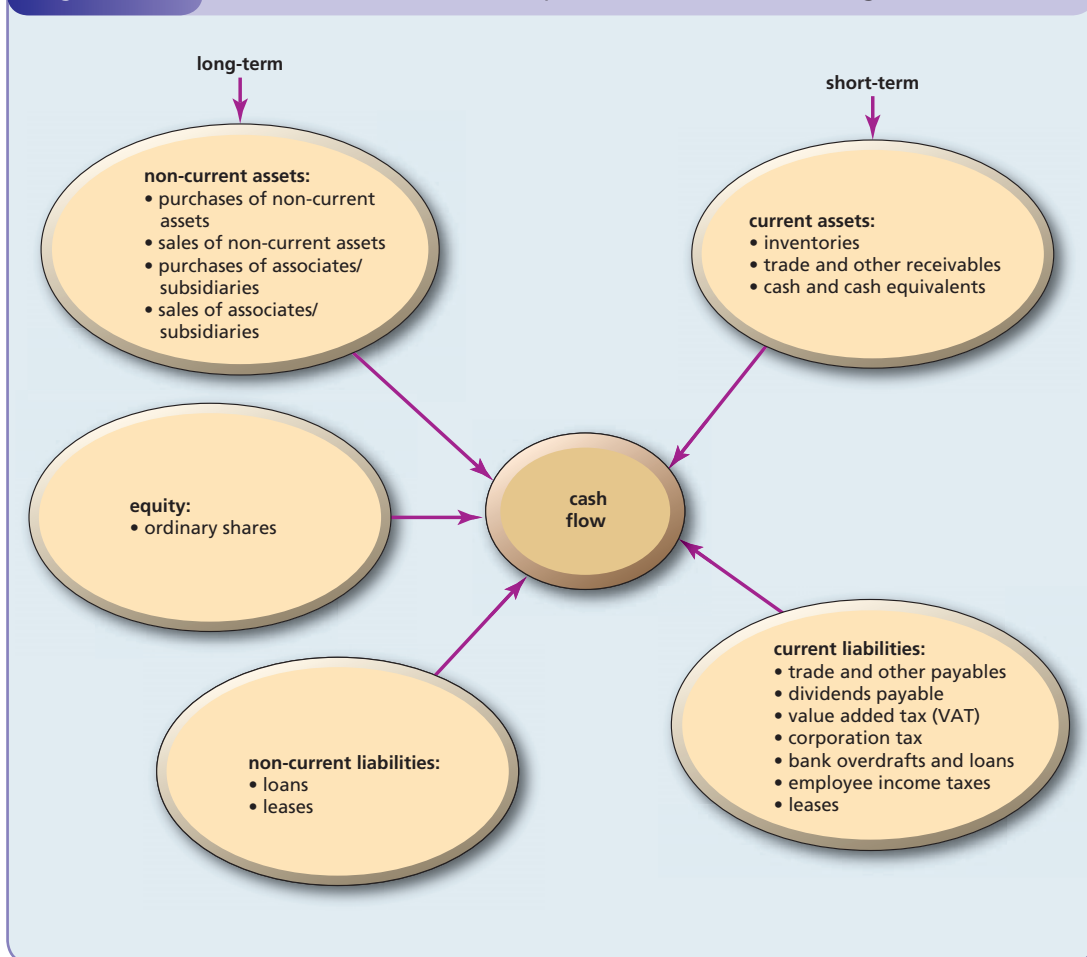 long-term
short-term
non-current assets:
• purchases of non-current
assets
• sales of non-current assets
• purchases of associates/
subsidiaries
• sales of associates/
subsidiaries
current assets:
• inventories
• trade and other receivables
• cash and cash equivalents
equity:
• ordinary shares
cash
flow
non-current liabilities:
• loans
• leases
current liabilities:
• trade and other payables
• dividends payable
• value added tax (VAT)
• corporation tax
• bank overdrafts and loans
• employee income taxes
• leases